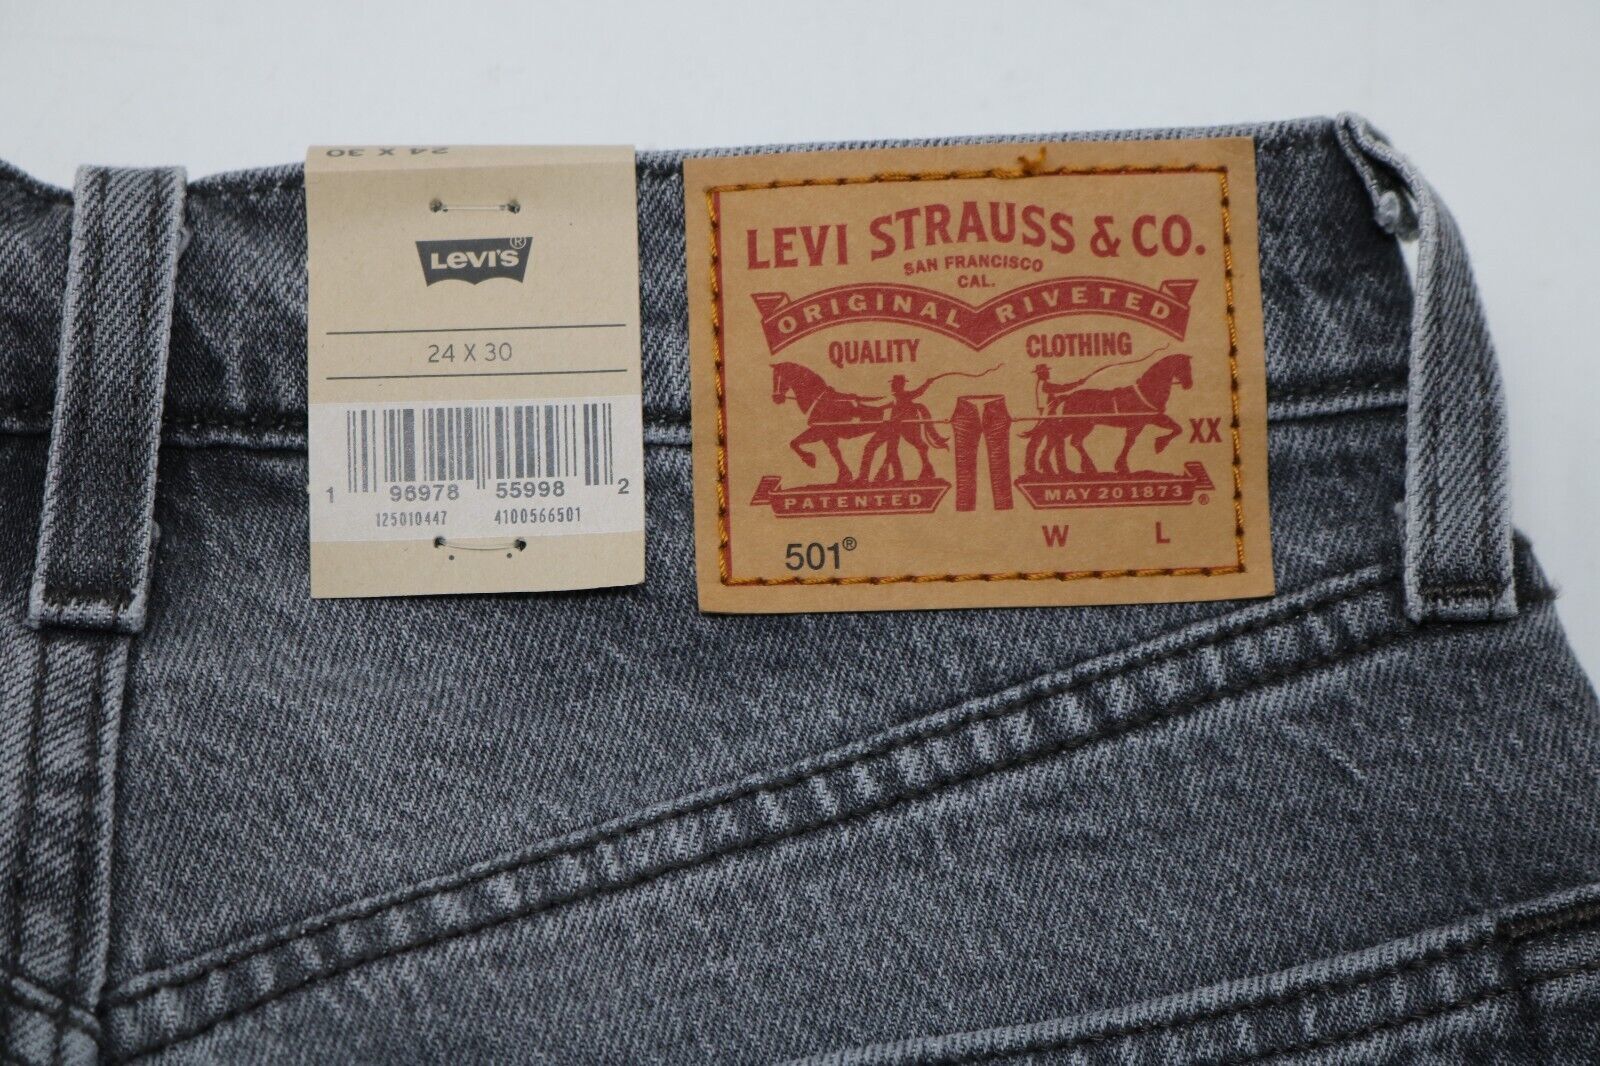 24 X 30
LEVI'S®
24 X 30
1 96978 55998 2
125010447 4100566501
LEVI STRAUSS & CO.
SAN FRANCISCO
CAL.
ORIGINAL RIVETED
QUALITY CLOTHING
XX
PATENTED MAY 20 1873 ®
501® W L